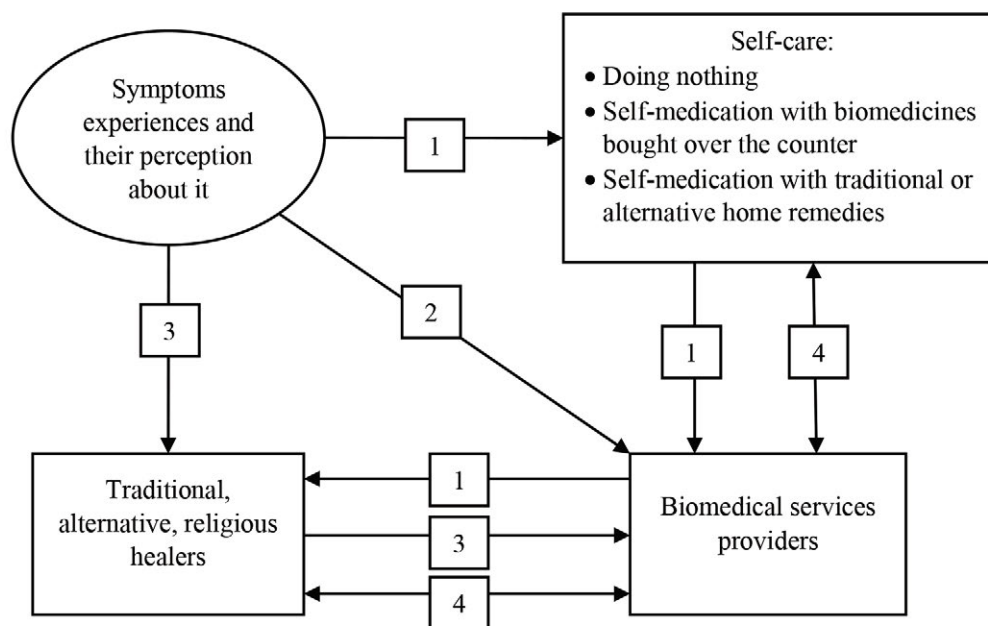 Symptoms
experiences and
their perception
about it
1
Self-care:
• Doing nothing
• Self-medication with biomedicines
bought over the counter
• Self-medication with traditional or
alternative home remedies
3
2
1
4
Traditional,
alternative, religious
healers
1
3
4
Biomedical services
providers